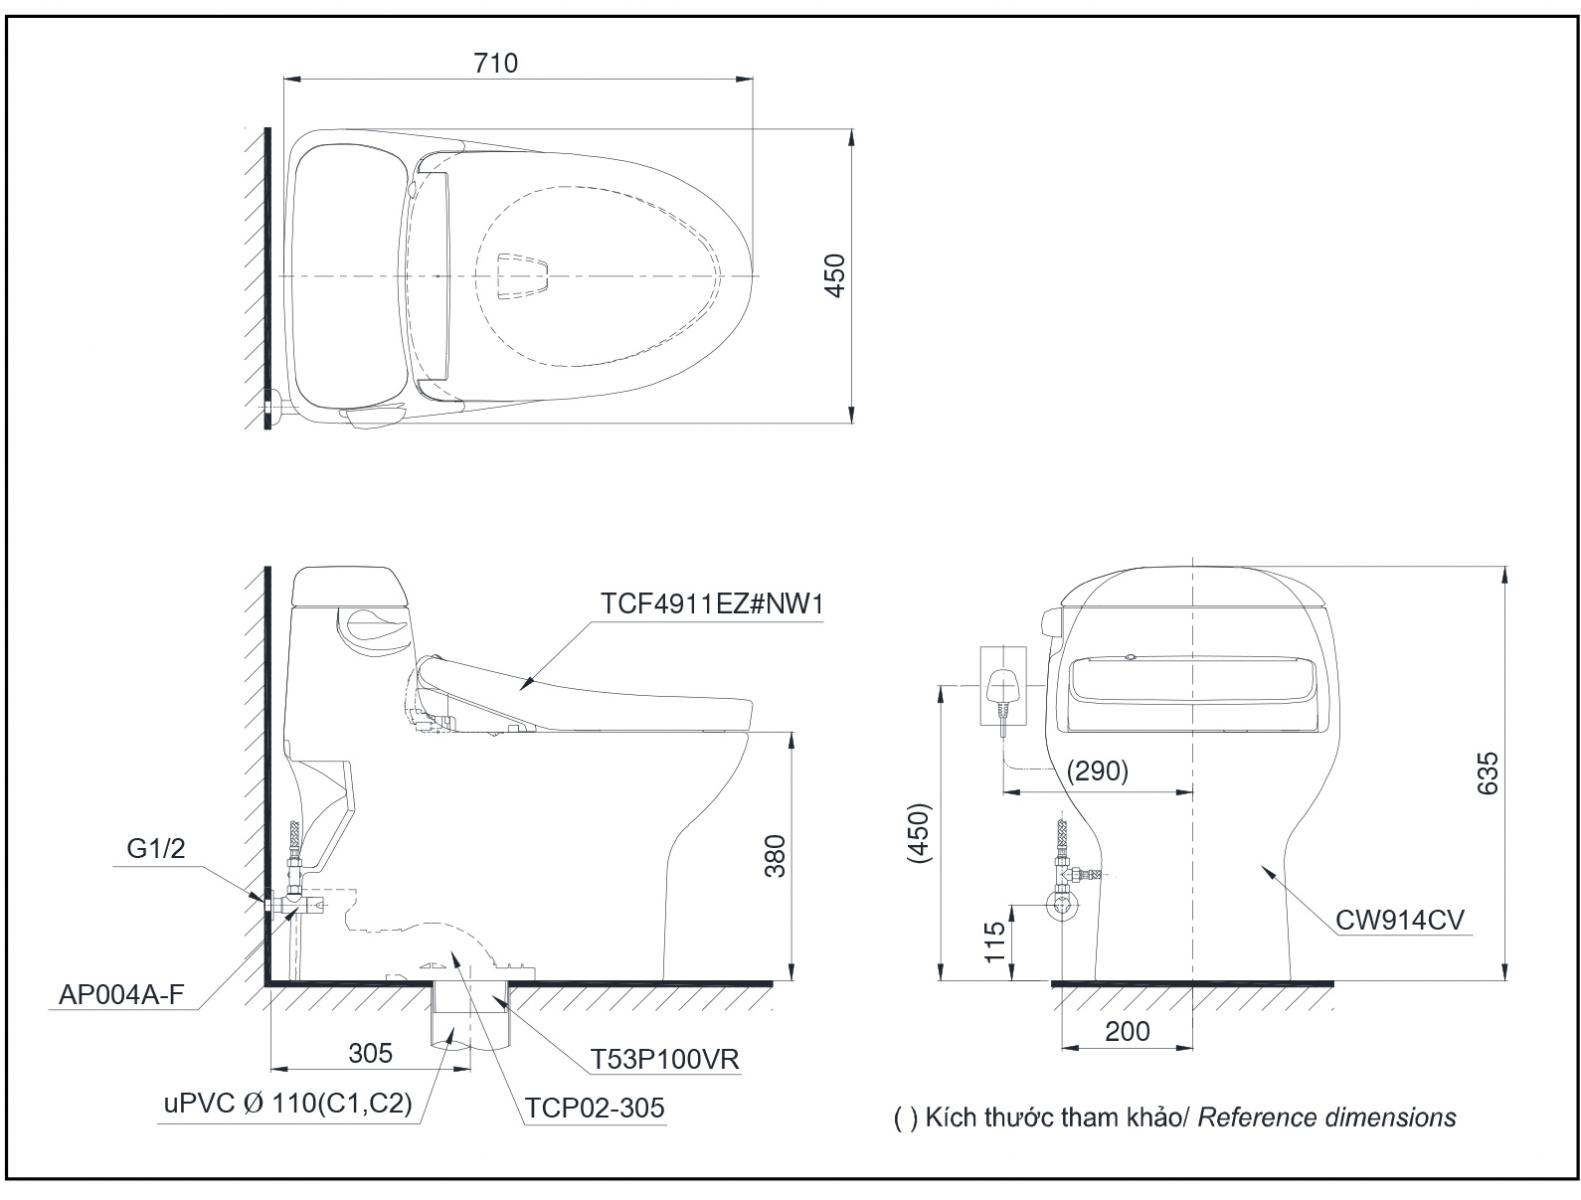 710
450
TCF4911EZ#NW1
(290)
635
(450)
380
G1/2
CW914CV
115
AP004A-F
200
305
T53P100VR
uPVC Ø 110(C1,C2)
TCP02-305
( ) Kích thước tham khảo/ Reference dimensions